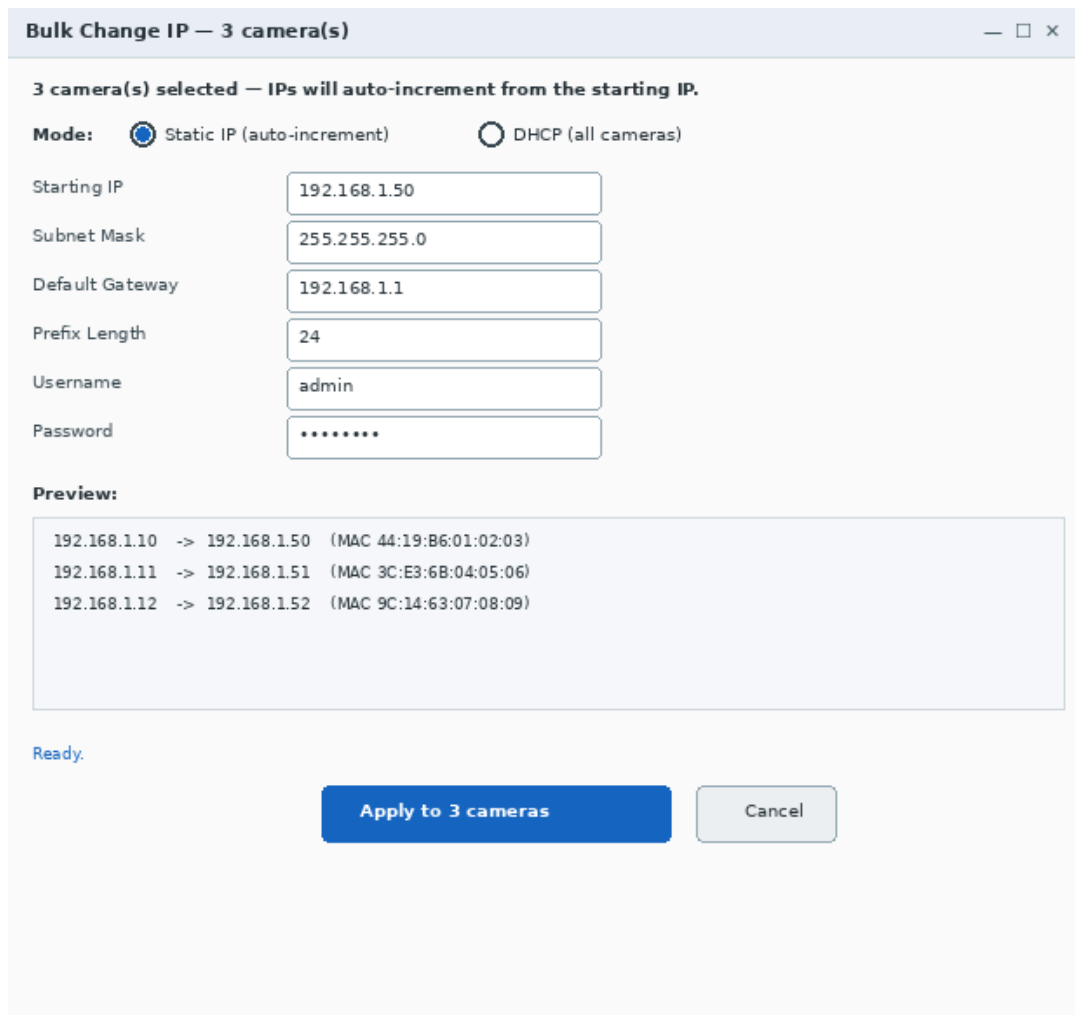 Bulk Change IP — 3 camera(s)
3 camera(s) selected — IPs will auto-increment from the starting IP.
Mode: Static IP (auto-increment) DHCP (all cameras)
Starting IP 192.168.1.50
Subnet Mask 255.255.255.0
Default Gateway 192.168.1.1
Prefix Length 24
Username admin
Password ••••••••
Preview:
192.168.1.10 -> 192.168.1.50 (MAC 44:19:B6:01:02:03)
192.168.1.11 -> 192.168.1.51 (MAC 3C:E3:6B:04:05:06)
192.168.1.12 -> 192.168.1.52 (MAC 9C:14:63:07:08:09)
Ready.
Apply to 3 cameras Cancel